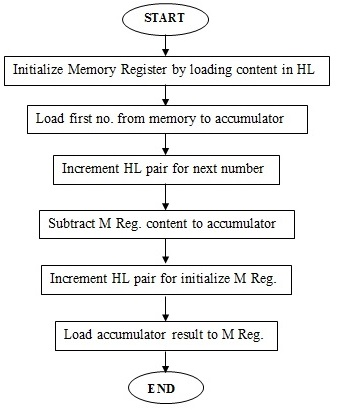 START
Initialize Memory Register by loading content in HL
Load first no. from memory to accumulator
Increment HL pair for next number
Subtract M Reg. content to accumulator
Increment HL pair for initialize M Reg.
Load accumulator result to M Reg.
END